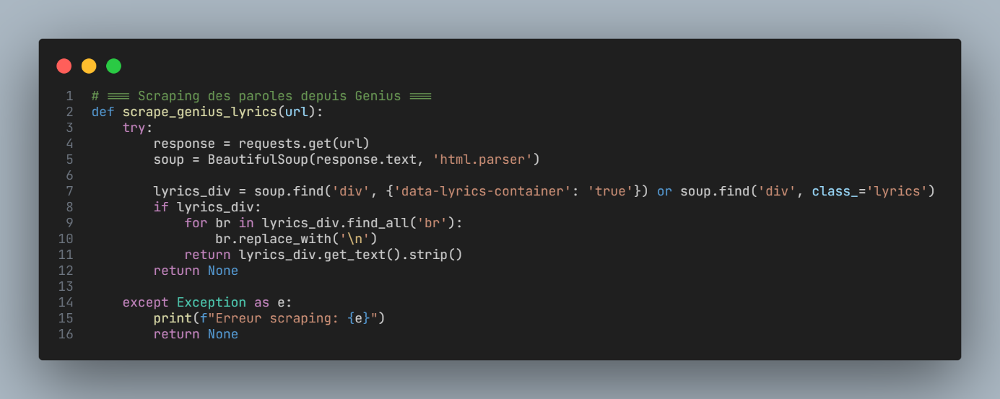 1 # === Scraping des paroles depuis Genius ===
2 def scrape_genius_lyrics(url):
3     try:
4         response = requests.get(url)
5         soup = BeautifulSoup(response.text, 'html.parser')
6
7         lyrics_div = soup.find('div', {'data-lyrics-container': 'true'}) or soup.find('div', class_='lyrics')
8         if lyrics_div:
9             for br in lyrics_div.find_all('br'):
10                 br.replace_with('\n')
11             return lyrics_div.get_text().strip()
12         return None
13
14     except Exception as e:
15         print(f"Erreur scraping: {e}")
16         return None